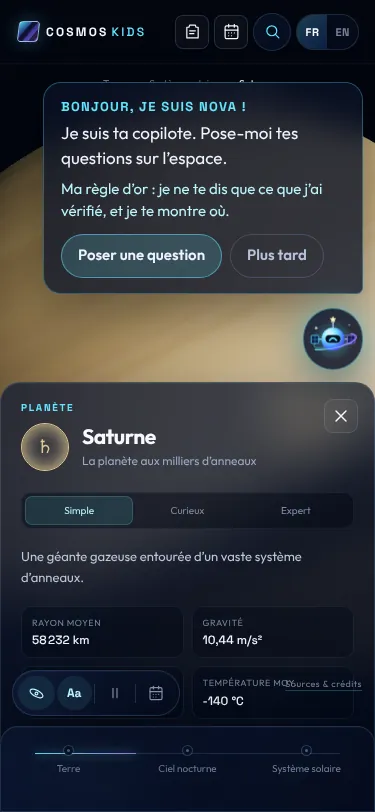 COSMOS KIDS
FR
EN
BONJOUR, JE SUIS NOVA !
Je suis ta copilote. Pose-moi tes
questions sur l'espace.
Ma règle d'or : je ne te dis que ce que j'ai
vérifié, et je te montre où.
Poser une question
Plus tard
PLANÈTE
♄
Saturne
La planète aux milliers d'anneaux
Simple
Curieux
Expert
Une géante gazeuse entourée d'un vaste système
d'anneaux.
RAYON MOYEN
58 232 km
GRAVITÉ
10,44 m/s²
Aa
TEMPÉRATURE
Sources & crédits
-140 °C
Terre
Ciel nocturne
Système solaire